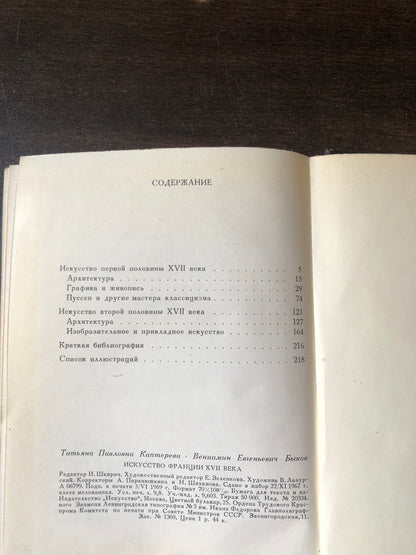 СОДЕРЖАНИЕ
Искусство первой половины XVII века . . . . . . . . . . . . 5
Архитектура . . . . . . . . . . . . . . . . . . . . . 15
Графика и живопись . . . . . . . . . . . . . . . . . . 29
Пуссен и другие мастера классицизма . . . . . . . . . . . 74
Искусство второй половины XVII века . . . . . . . . . . . . 121
Архитектура . . . . . . . . . . . . . . . . . . . . . 127
Изобразительное и прикладное искусство . . . . . . . . . . 164
Краткая библиография . . . . . . . . . . . . . . . . . . 216
Список иллюстраций . . . . . . . . . . . . . . . . . . . 218
Татьяна Павловна Каптерева · Вениамин Евгеньевич Быков
ИСКУССТВО ФРАНЦИИ XVII ВЕКА
Редактор И. Шкирич. Художественный редактор Е. Зеленкова. Художник В. Лазур-
ский. Корректоры А. Паранюшкина и Н. Шаханова. Сдано в набор 22/XI 1967 г.
А 06799. Подп. к печати 5/VI 1969 г. Формат 70×108¹/₃₂. Бумага для текста и на-
клеек мелованная. Усл. печ. л. 9,8. Уч.-изд. л. 9,603. Тираж 50 000. Изд. № 20334.
Издательство „Искусство", Москва, Цветной бульвар, 25. Ордена Трудового Крас-
ного Знамени Ленинградская типография № 3 им. Ивана Федорова Главполиграф-
прома Комитета по печати при Совете Министров СССР. Звенигородская, 11.
Зак. № 1369. Цена 1 р. 44 к.